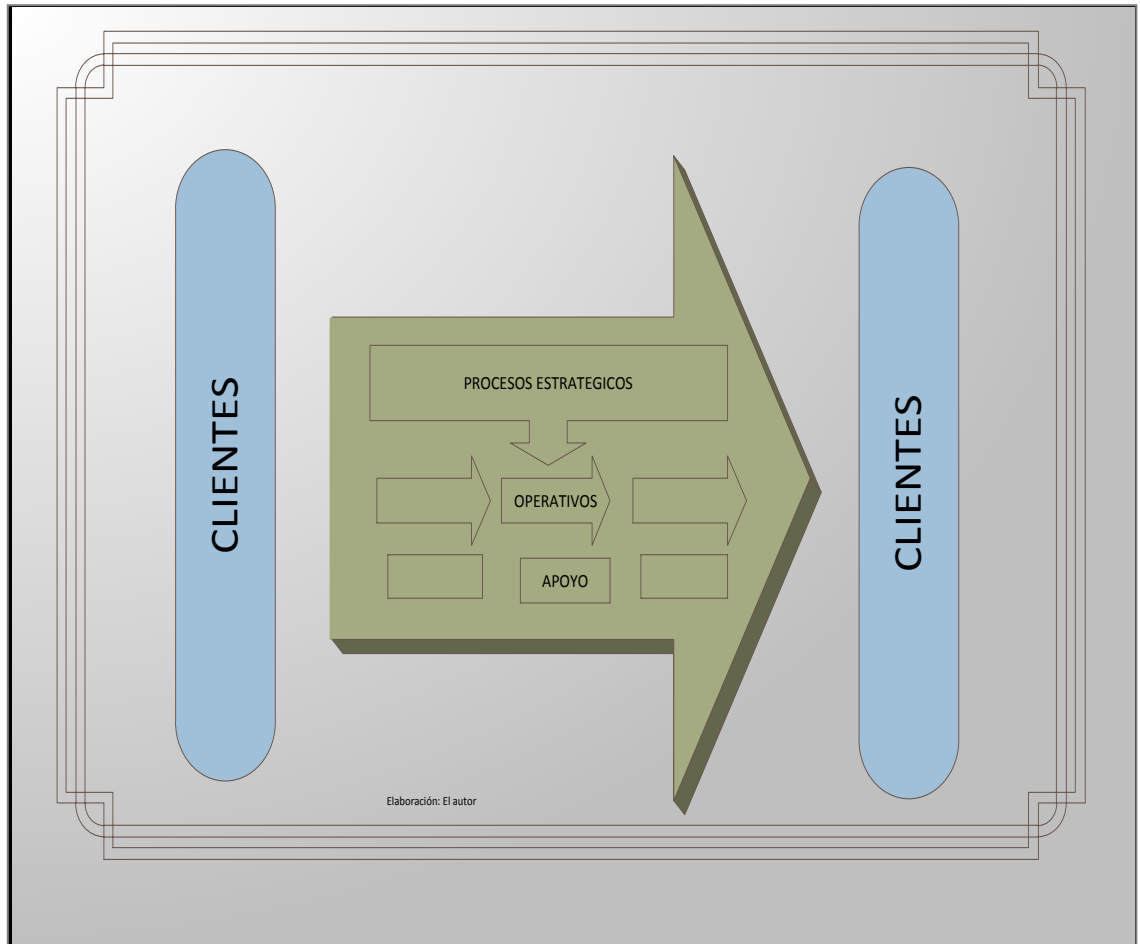 CLIENTES
PROCESOS ESTRATEGICOS
OPERATIVOS
APOYO
CLIENTES
Elaboración: El autor